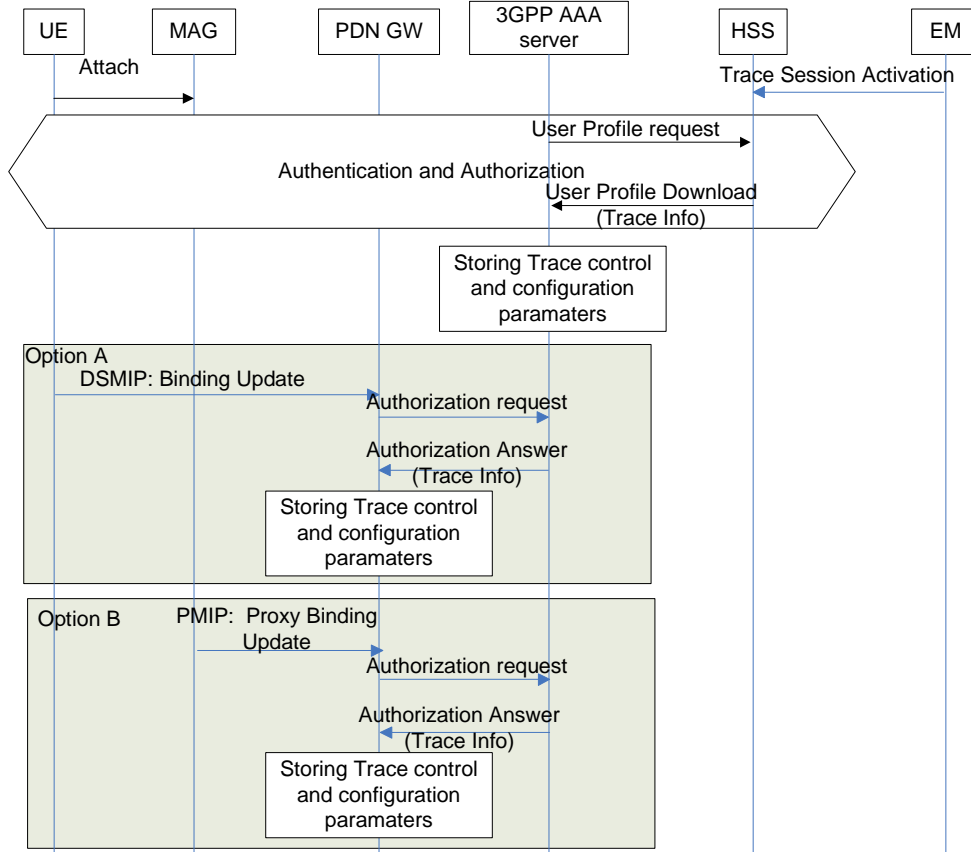 UE
MAG
PDN GW
3GPP AAA
server
HSS
EM
Attach
Trace Session Activation
User Profile request
Authentication and Authorization
User Profile Download
(Trace Info)
Storing Trace control
and configuration
paramaters
Option A
DSMIP: Binding Update
Authorization request
Authorization Answer
(Trace Info)
Storing Trace control
and configuration
paramaters
Option B
PMIP: Proxy Binding
Update
Authorization request
Authorization Answer
(Trace Info)
Storing Trace control
and configuration
paramaters